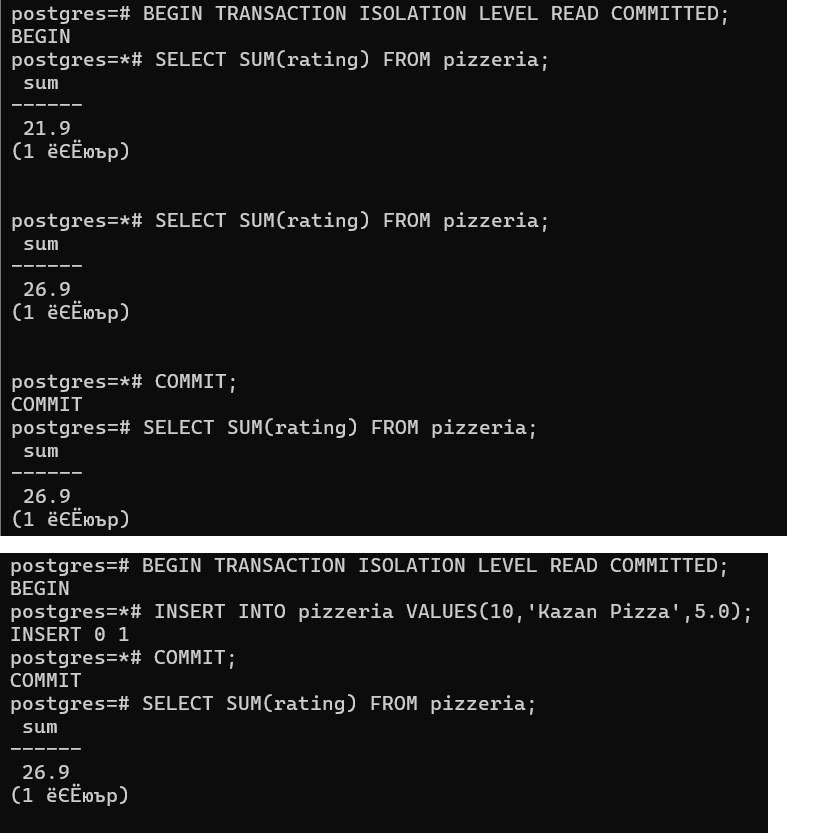 postgres=# BEGIN TRANSACTION ISOLATION LEVEL READ COMMITTED;
BEGIN
postgres=*# SELECT SUM(rating) FROM pizzeria;
 sum
------
 21.9
(1 ёЄЁюър)
postgres=*# SELECT SUM(rating) FROM pizzeria;
 sum
------
 26.9
(1 ёЄЁюър)
postgres=*# COMMIT;
COMMIT
postgres=# SELECT SUM(rating) FROM pizzeria;
 sum
------
 26.9
(1 ёЄЁюър)
postgres=# BEGIN TRANSACTION ISOLATION LEVEL READ COMMITTED;
BEGIN
postgres=*# INSERT INTO pizzeria VALUES(10,'Kazan Pizza',5.0);
INSERT 0 1
postgres=*# COMMIT;
COMMIT
postgres=# SELECT SUM(rating) FROM pizzeria;
 sum
------
 26.9
(1 ёЄЁюър)